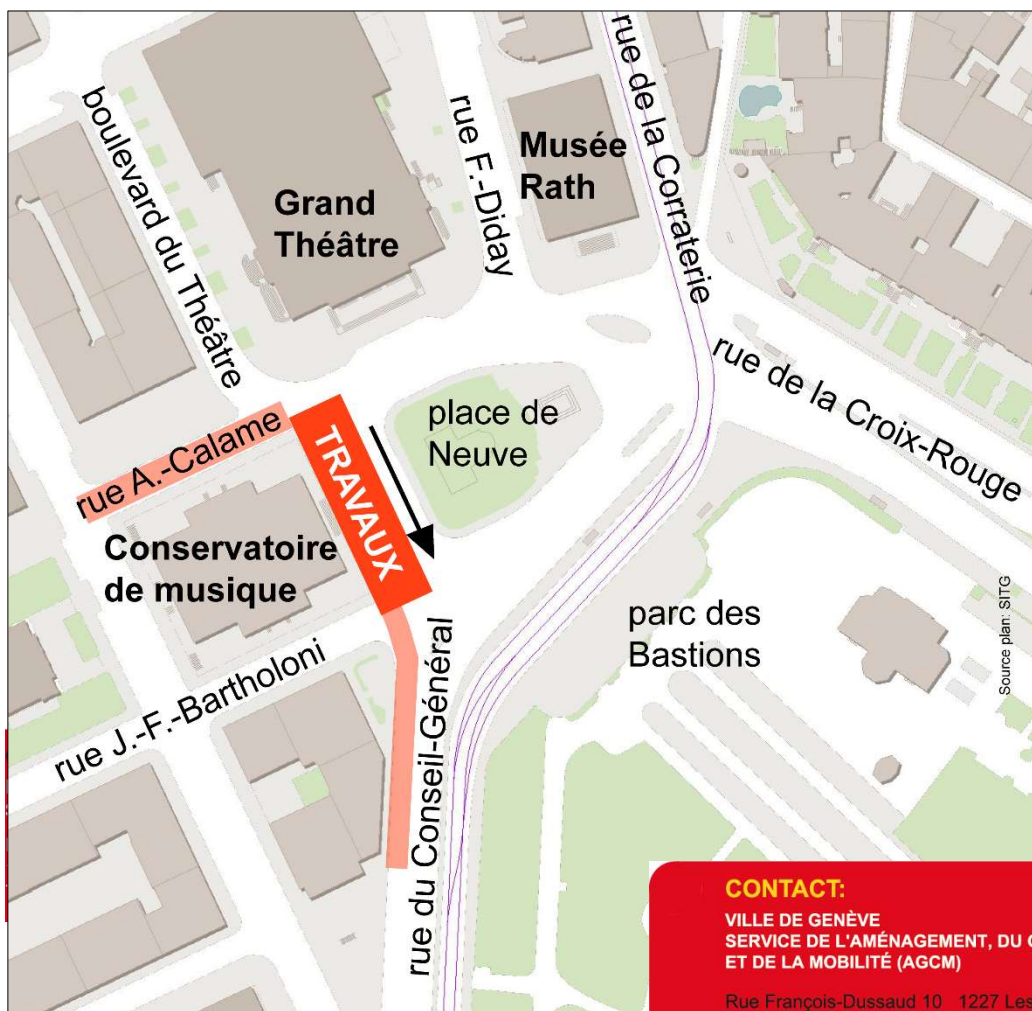 boulevard du Théâtre
Grand
Théâtre
rue F.-Diday
Musée
Rath
rue de la Corraterie
rue de la Croix-Rouge
rue A.-Calame
TRAVAUX
place de
Neuve
Conservatoire
de musique
rue J.-F.-Bartholoni
rue du Conseil-Général
parc des
Bastions
Source plan: SITG
CONTACT:
VILLE DE GENÈVE
SERVICE DE L'AMÉNAGEMENT, DU
ET DE LA MOBILITÉ (AGCM)
Rue François-Dussaud 10 1227 Les